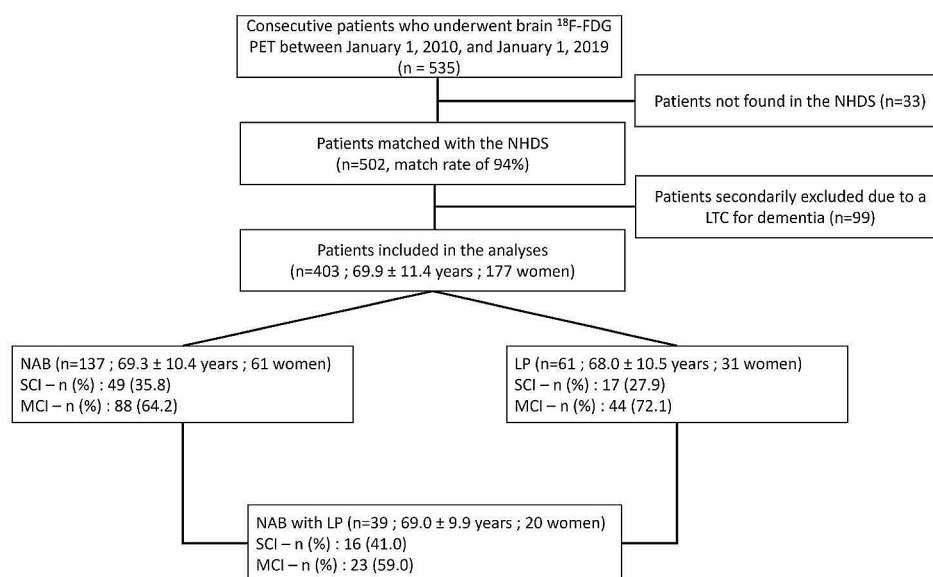 Consecutive patients who underwent brain ¹⁸F-FDG
PET between January 1, 2010, and January 1, 2019
(n = 535)
Patients not found in the NHDS (n=33)
Patients matched with the NHDS
(n=502, match rate of 94%)
Patients secondarily excluded due to a
LTC for dementia (n=99)
Patients included in the analyses
(n=403 ; 69.9 ± 11.4 years ; 177 women)
NAB (n=137 ; 69.3 ± 10.4 years ; 61 women)
SCI – n (%) : 49 (35.8)
MCI – n (%) : 88 (64.2)
LP (n=61 ; 68.0 ± 10.5 years ; 31 women)
SCI – n (%) : 17 (27.9)
MCI – n (%) : 44 (72.1)
NAB with LP (n=39 ; 69.0 ± 9.9 years ; 20 women)
SCI – n (%) : 16 (41.0)
MCI – n (%) : 23 (59.0)